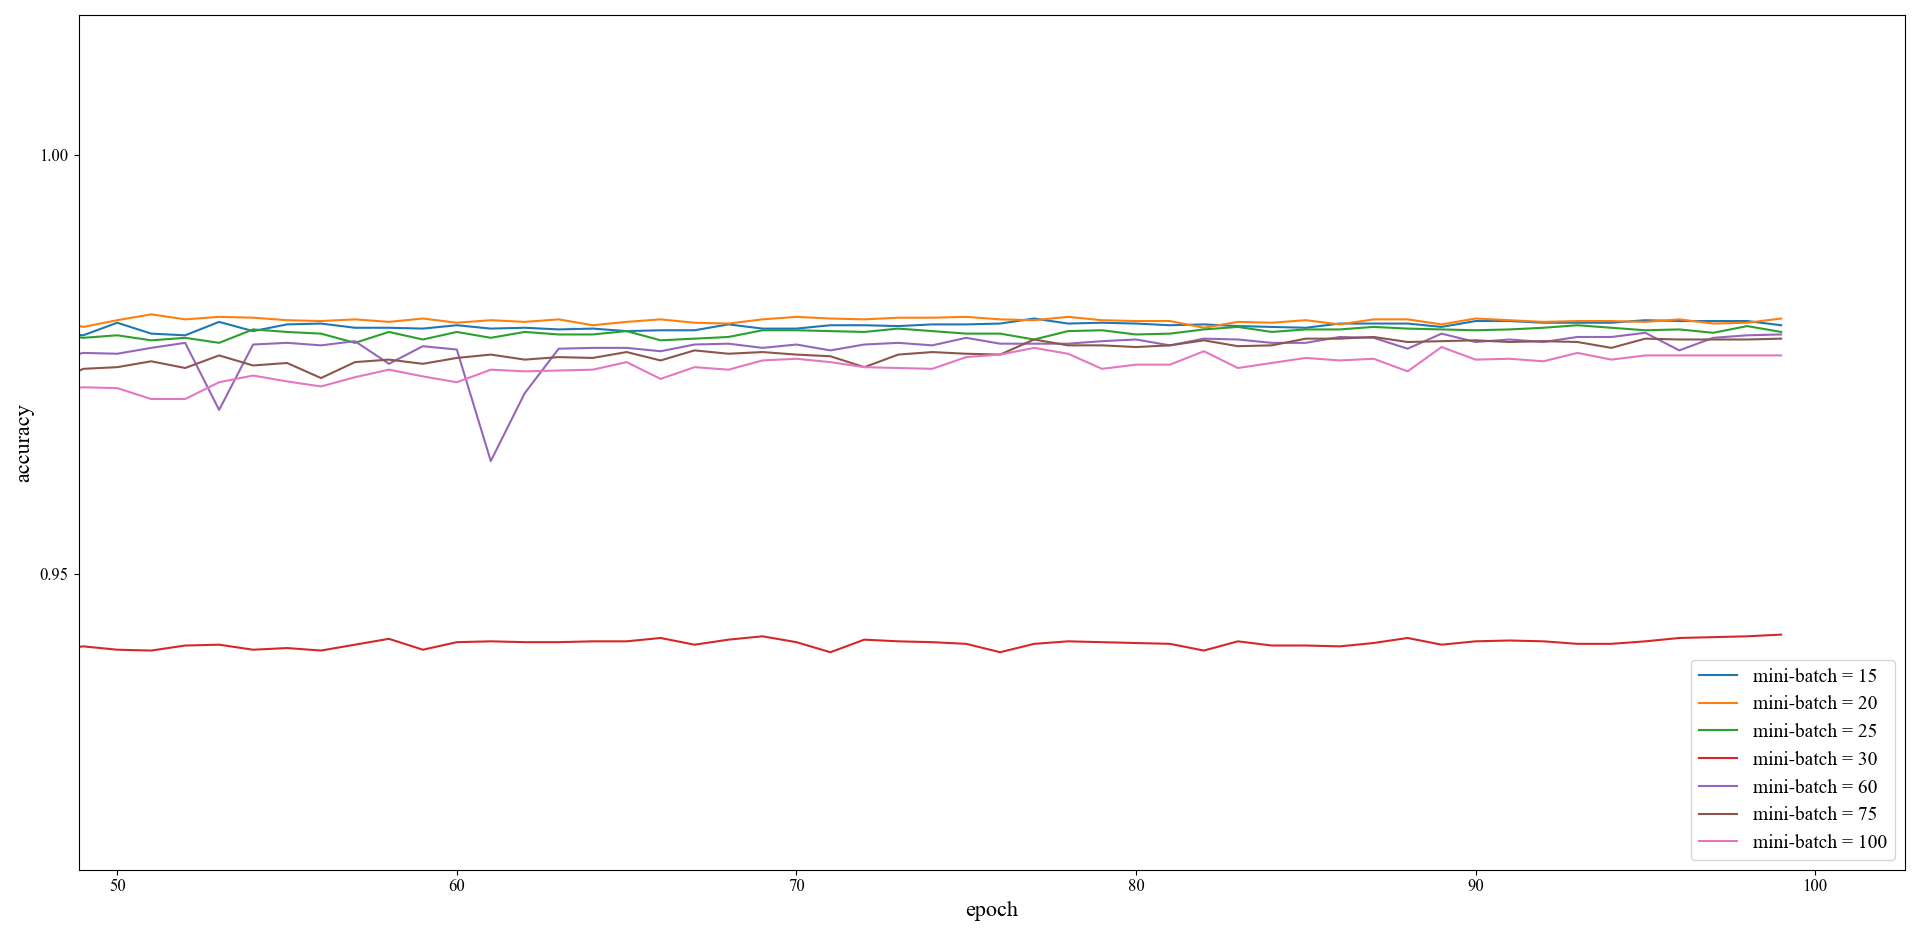 1.00
0.95
accuracy
50 60 70 80 90 100
epoch
mini-batch = 15
mini-batch = 20
mini-batch = 25
mini-batch = 30
mini-batch = 60
mini-batch = 75
mini-batch = 100